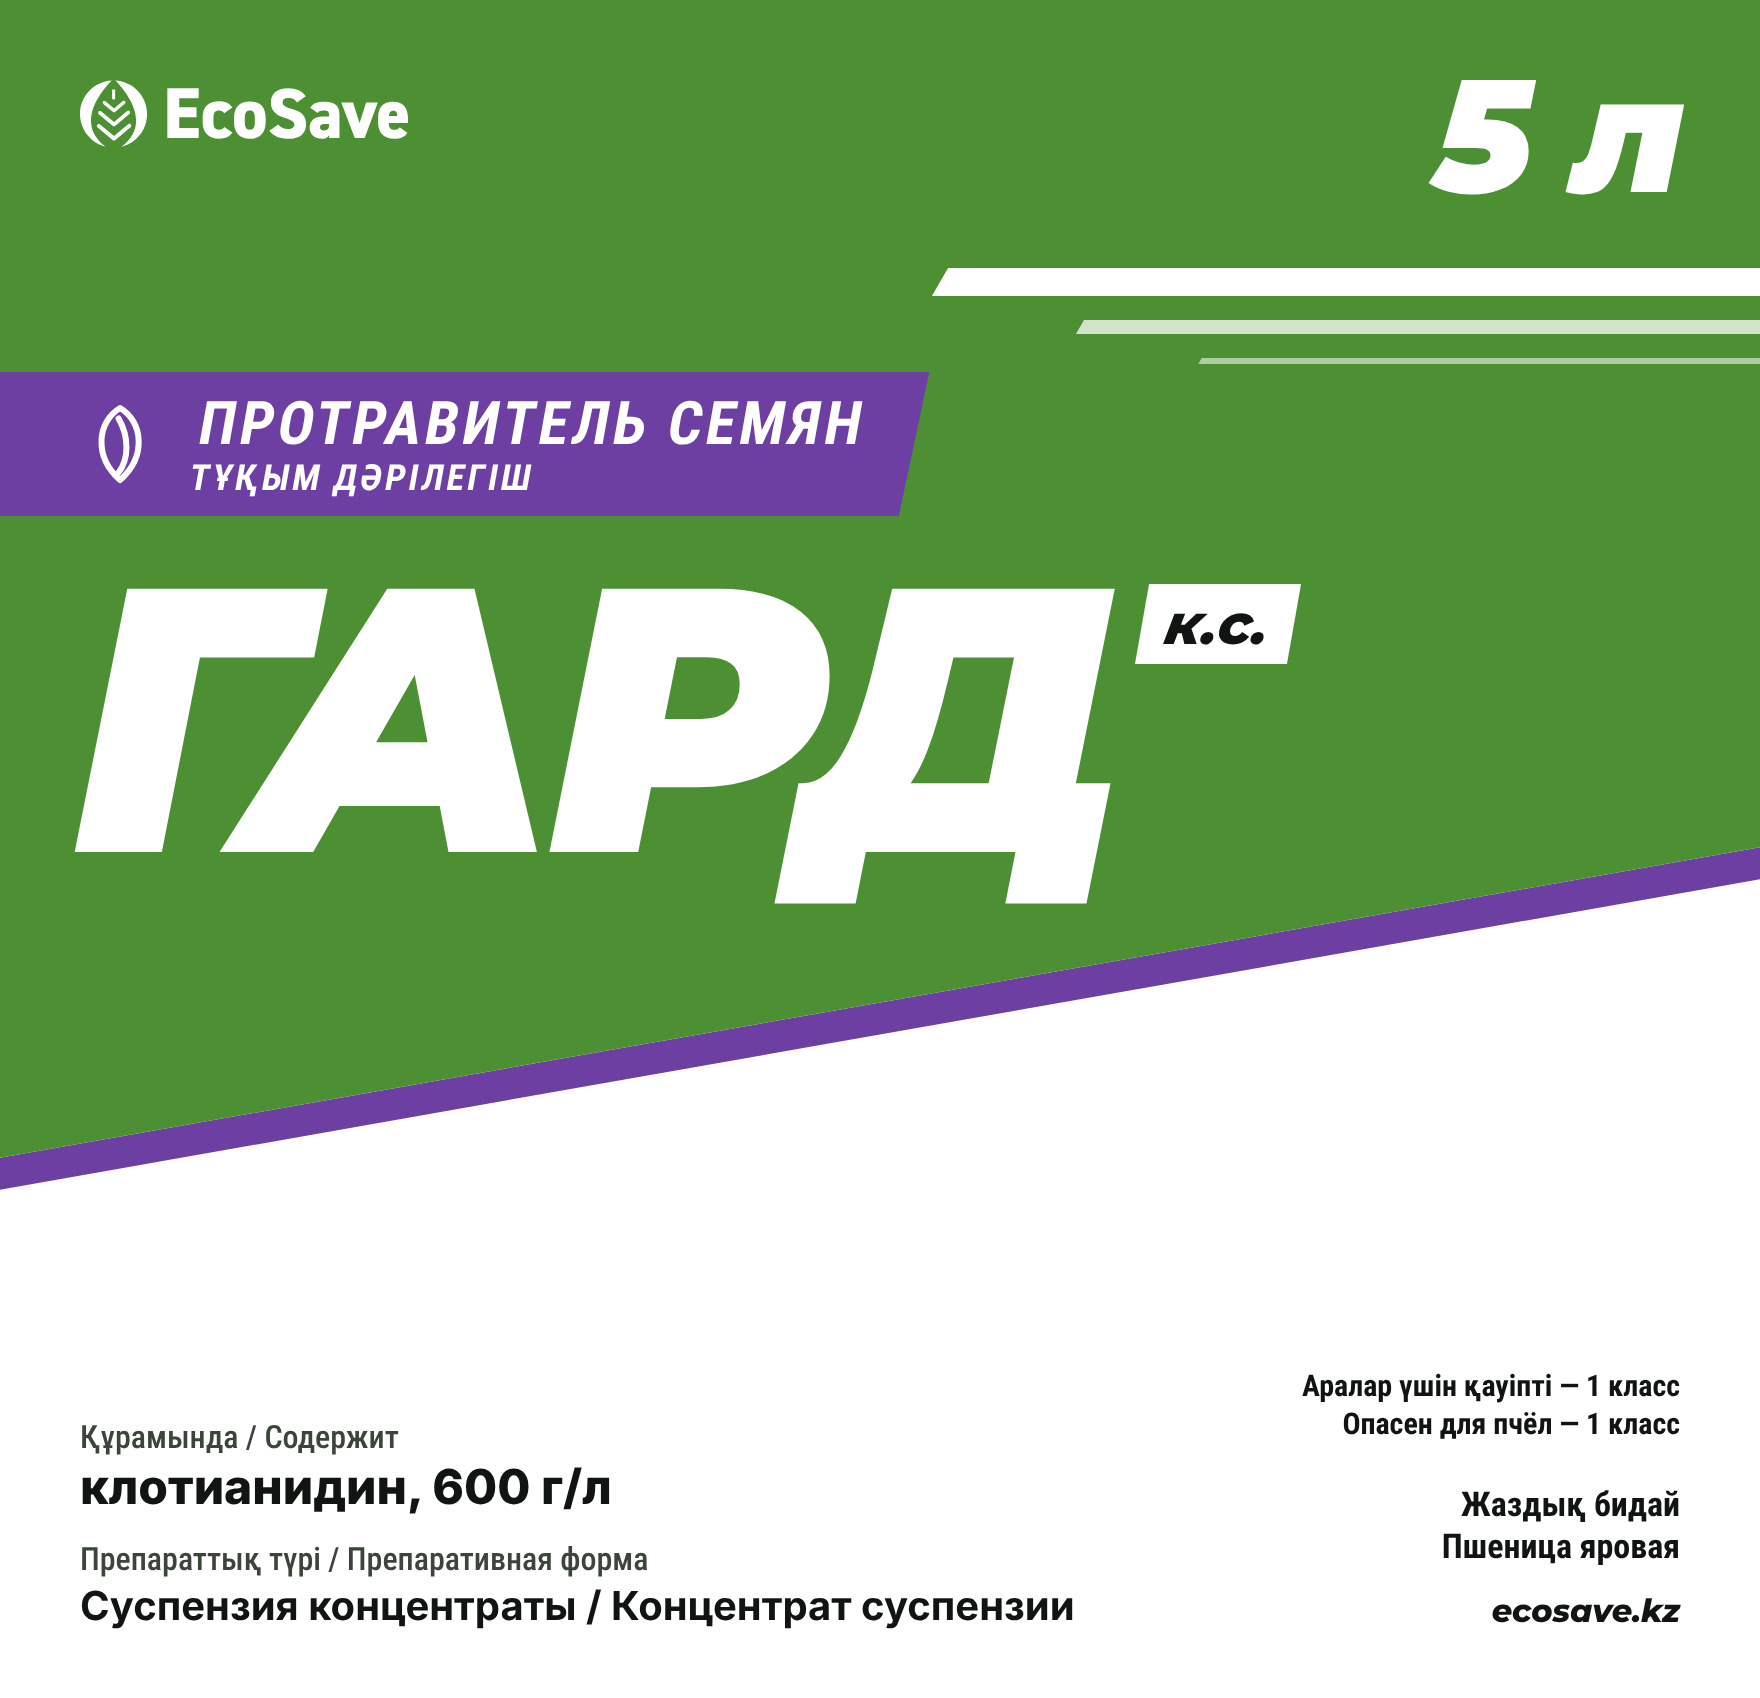 EcoSave
5 л
ПРОТРАВИТЕЛЬ СЕМЯН
ТҰҚЫМ ДӘРІЛЕГІШ
ГАРД
к.с.
Аралар үшін қауіпті — 1 класс
Опасен для пчёл — 1 класс
Құрамында / Содержит
клотианидин, 600 г/л
Жаздық бидай
Пшеница яровая
Препараттық түрі / Препаративная форма
Суспензия концентраты / Концентрат суспензии
ecosave.kz